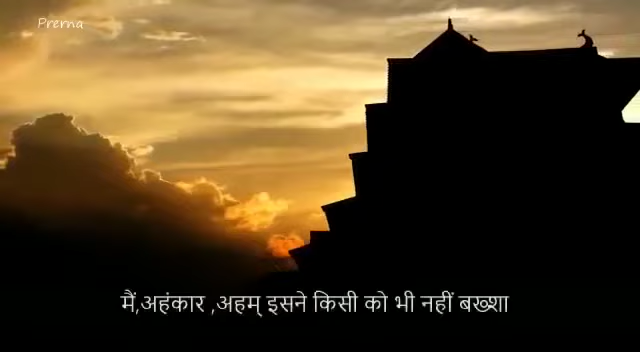 Prerna
मैं,अहंकार ,अहम् इसने किसी को भी नहीं बख्शा